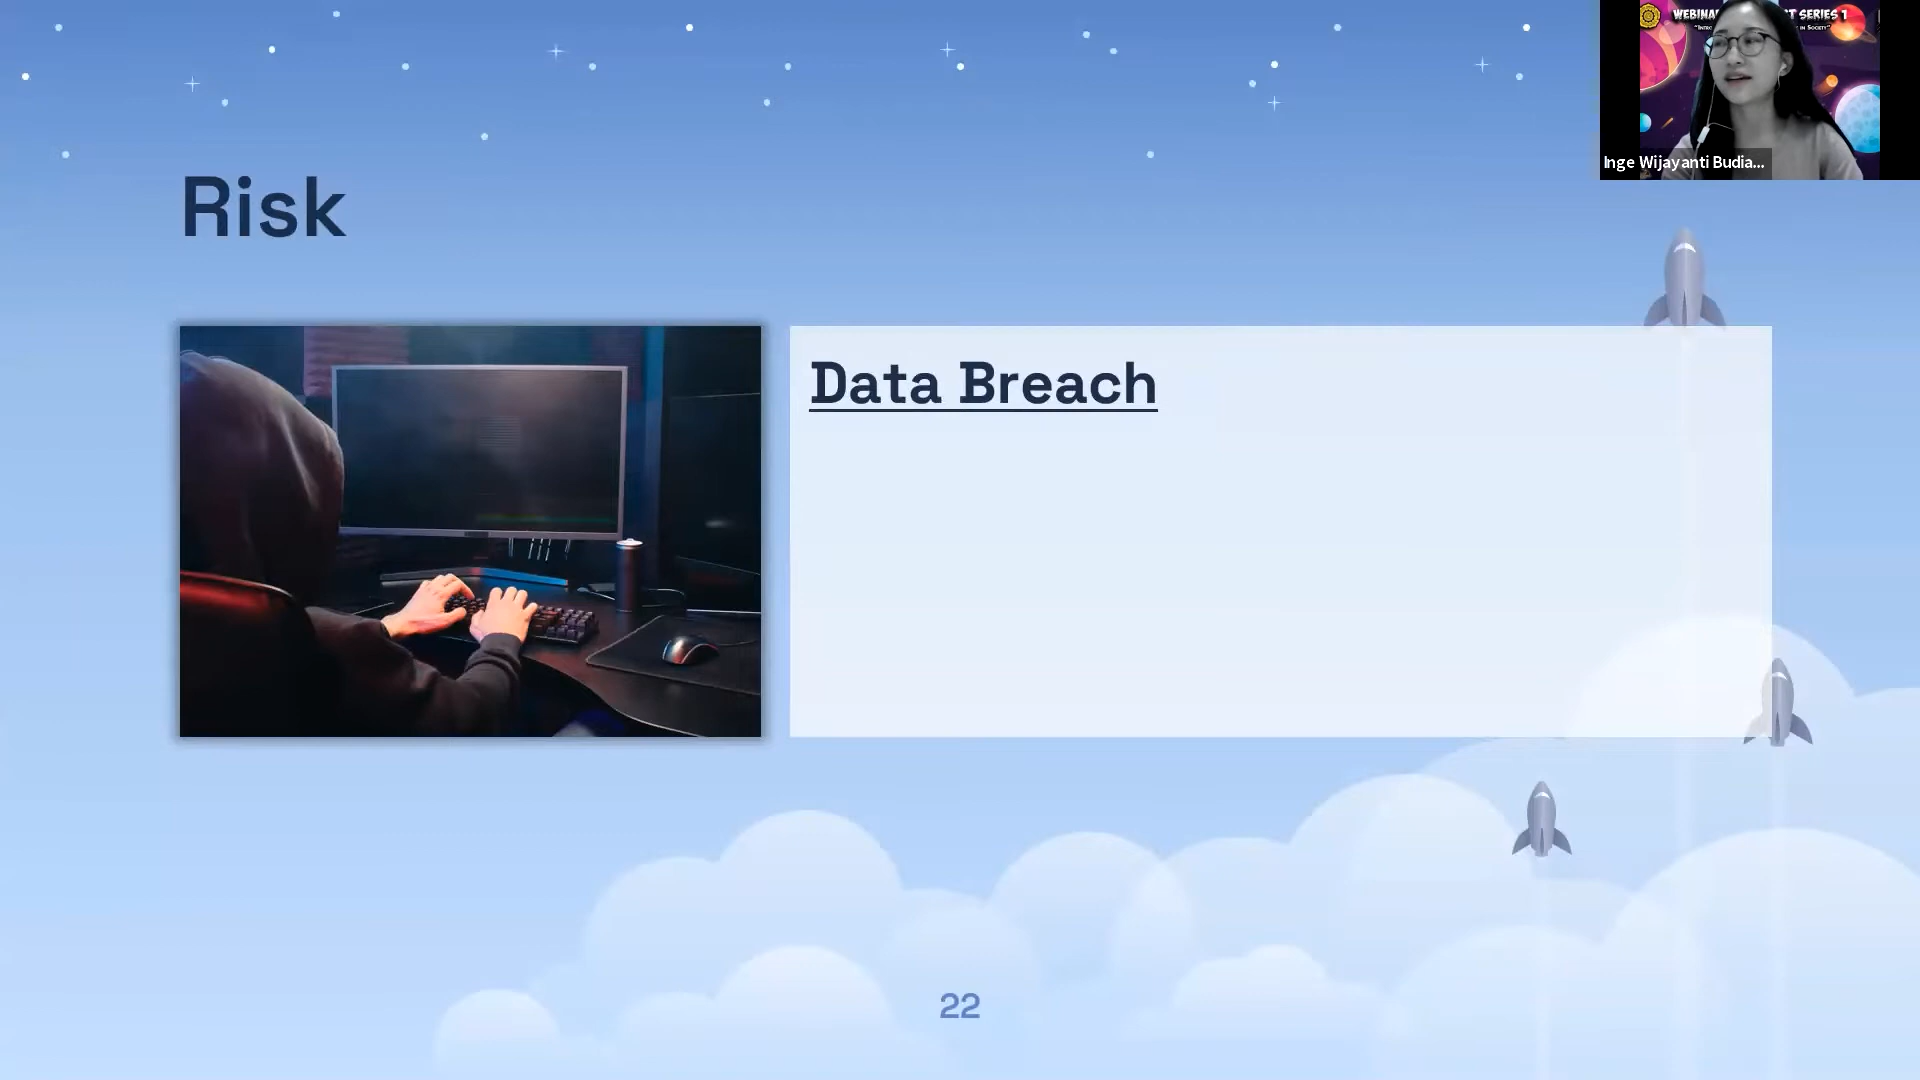 WEBINA
T SERIES 1
Inge Wijayanti Budia...
Risk
Data Breach
22